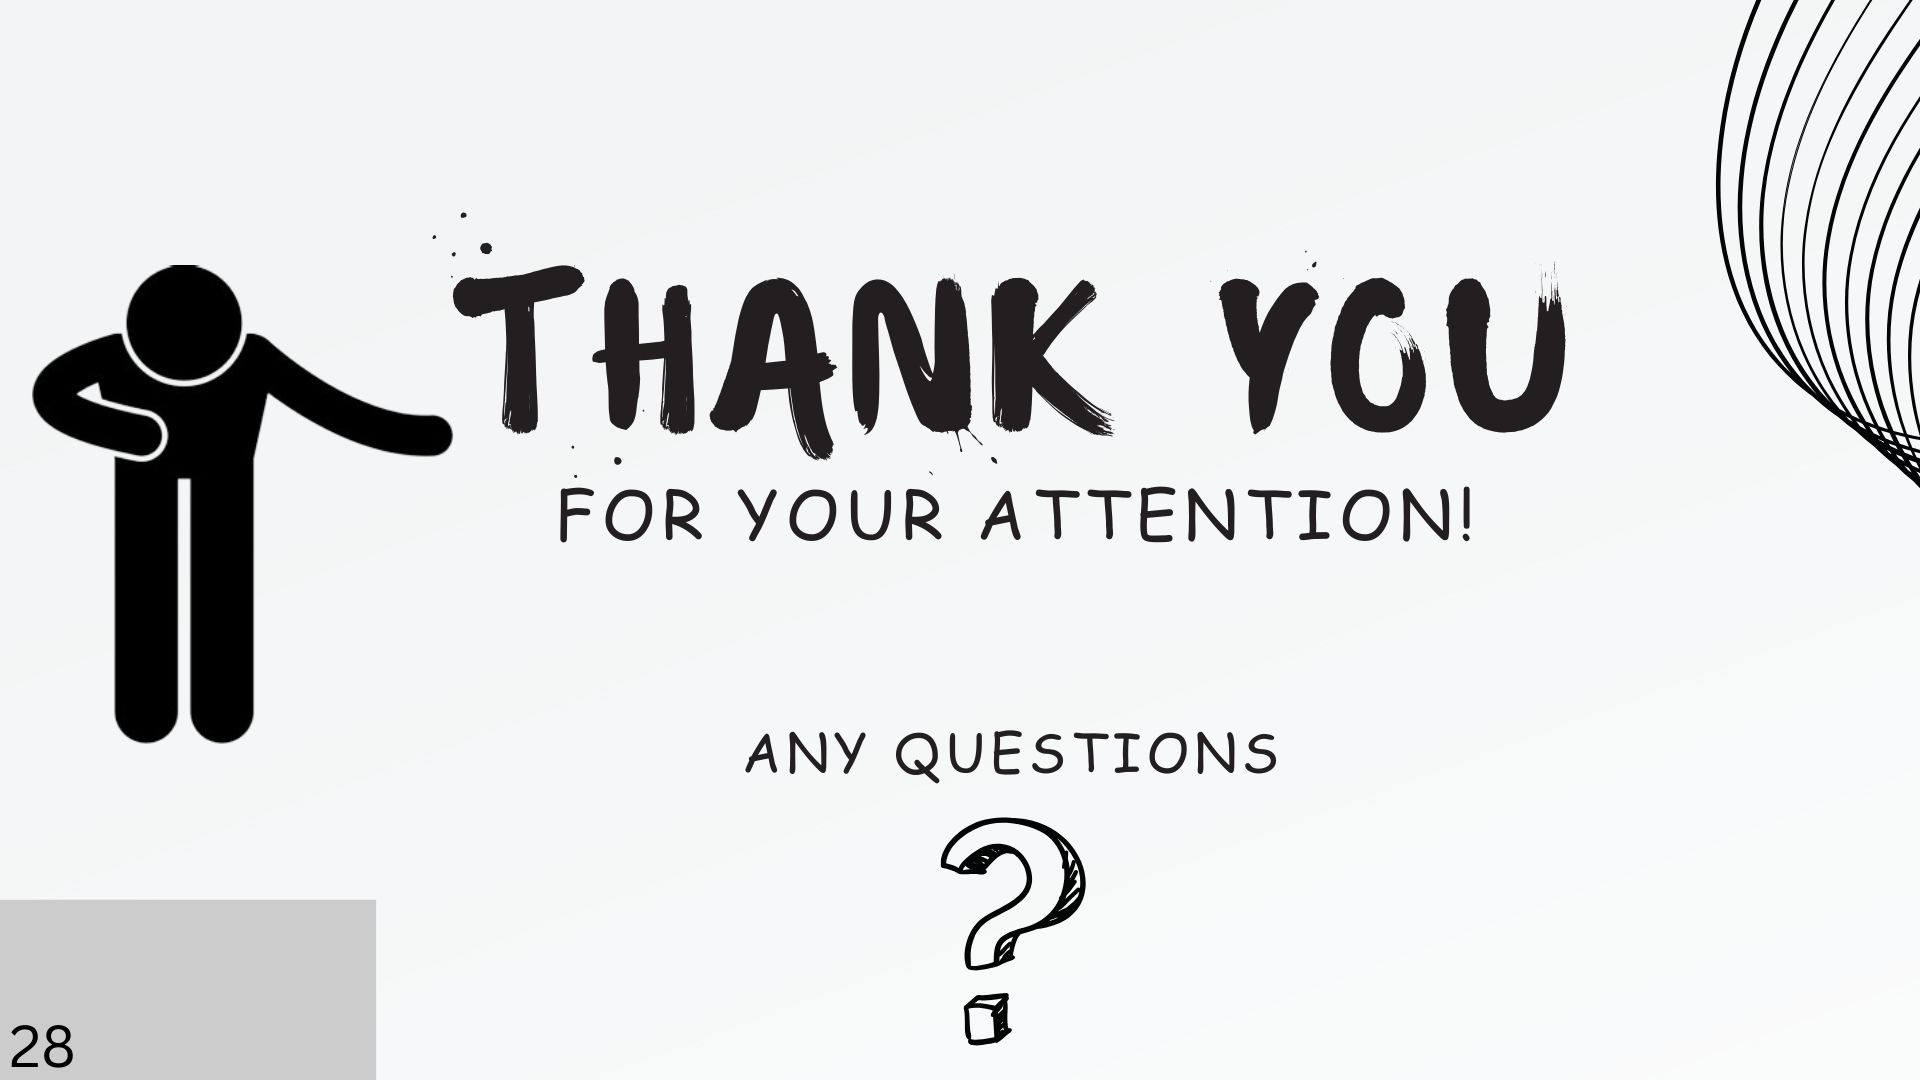 THANK YOU
FOR YOUR ATTENTION!
ANY QUESTIONS
?
28